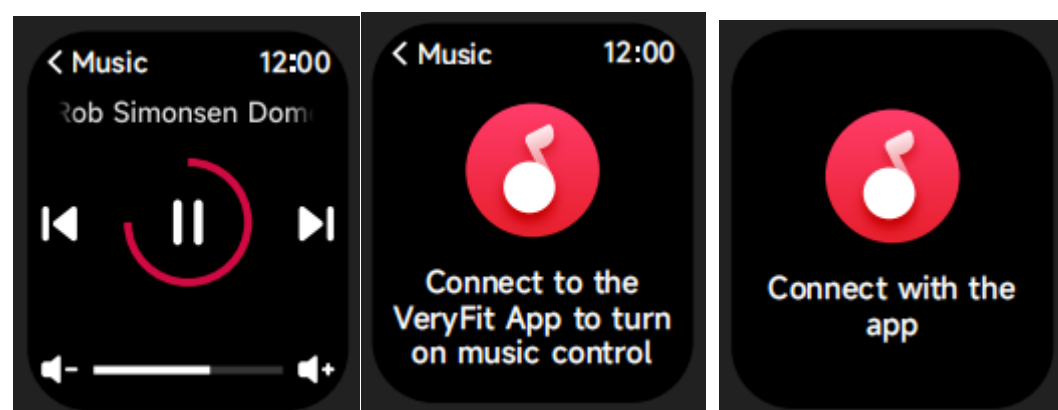 Music 12:00
Rob Simonsen Dom
Music 12:00
Connect to the
VeryFit App to turn
on music control
Connect with the
app